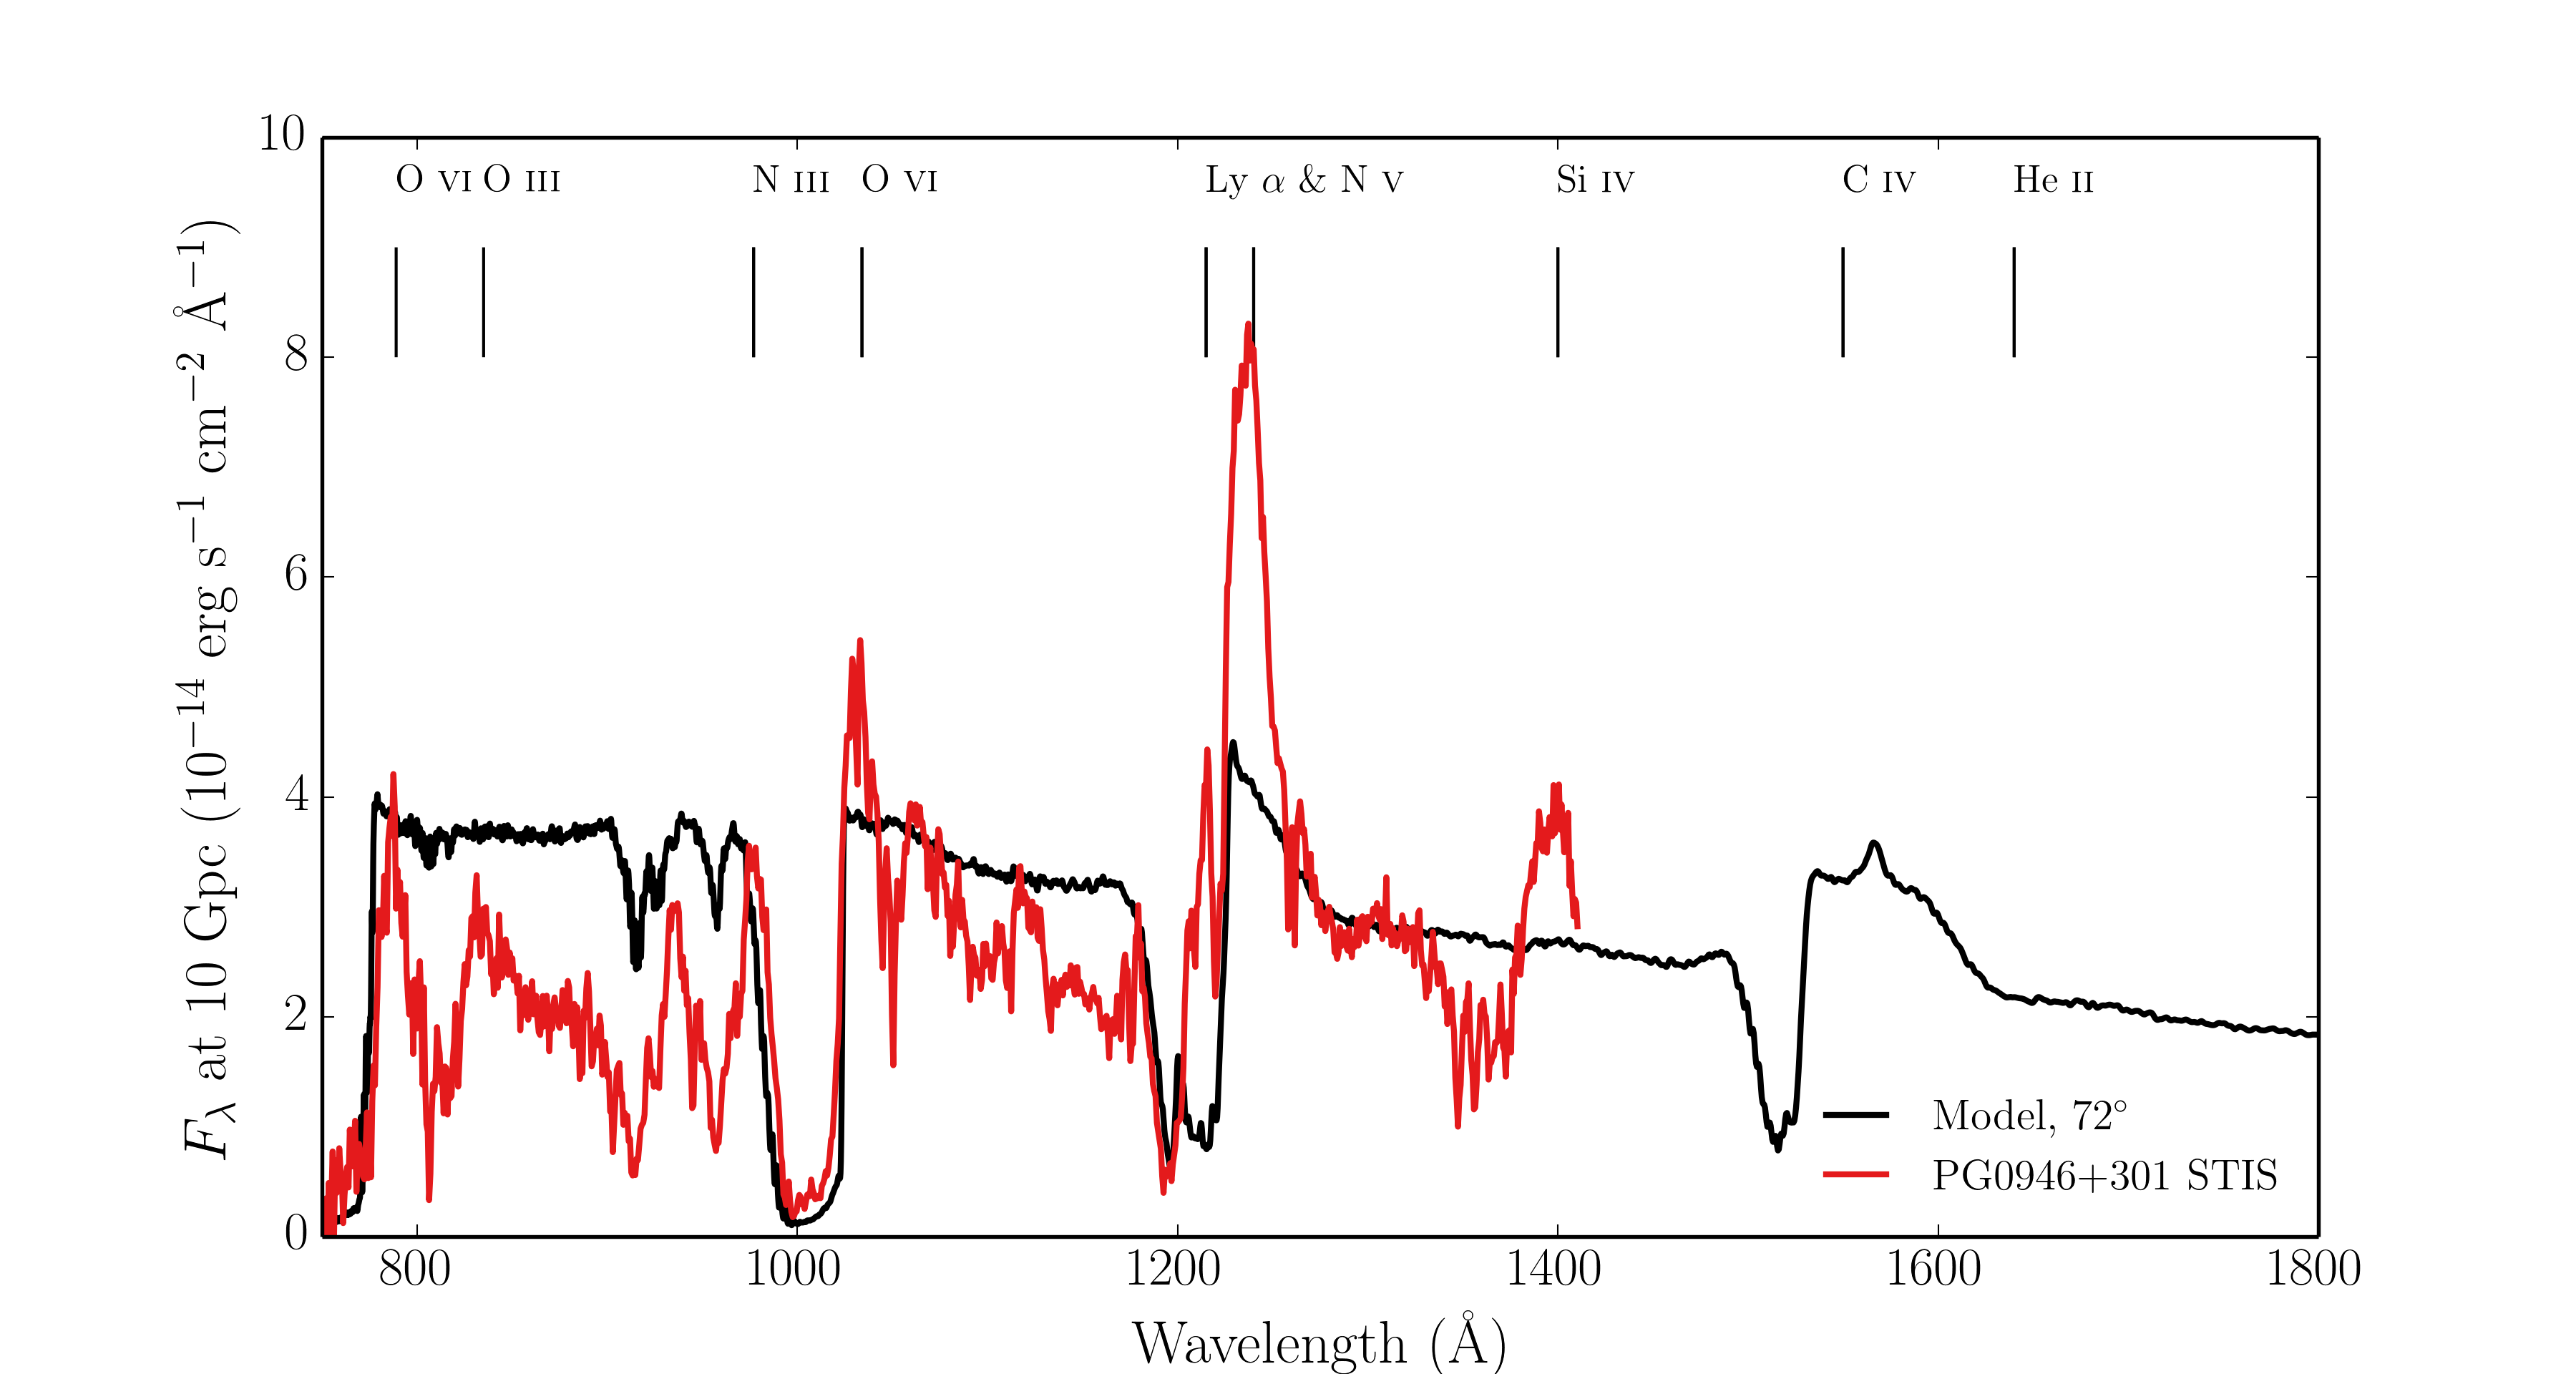 10
O VI O III N III O VI Ly α & N V Si IV C IV He II
8
6
4
2
0
F_λ at 10 Gpc (10⁻¹⁴ erg s⁻¹ cm⁻² Å⁻¹)
Model, 72°
PG0946+301 STIS
800 1000 1200 1400 1600 1800
Wavelength (Å)